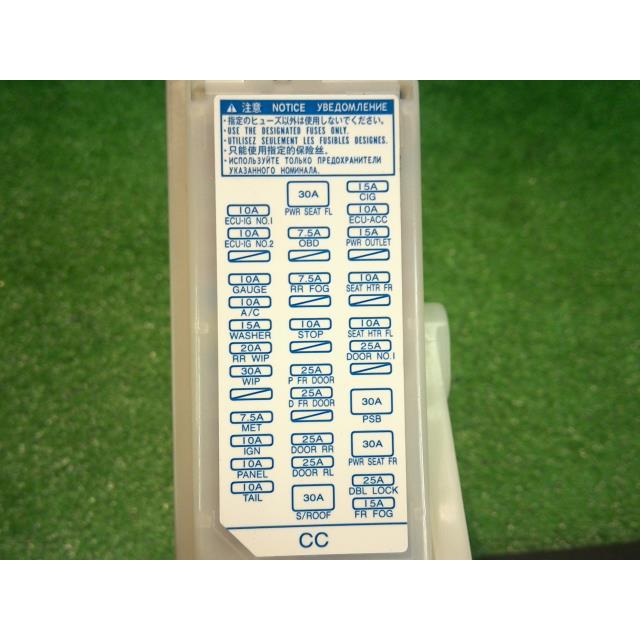 ⚠ 注意 NOTICE УВЕДОМЛЕНИЕ
・指定のヒューズ以外は使用しないでください。
・USE THE DESIGNATED FUSES ONLY.
・UTILISEZ SEULEMENT LES FUSIBLES DESIGNES.
・只能使用指定的保险丝。
・ИСПОЛЬЗУЙТЕ ТОЛЬКО ПРЕДОХРАНИТЕЛИ
УКАЗАННОГО НОМИНАЛА.
10A
ECU-IG NO.1
10A
ECU-IG NO.2
10A
GAUGE
10A
A/C
15A
WASHER
20A
RR WIP
30A
WIP
7.5A
MET
10A
IGN
10A
PANEL
10A
TAIL
30A
PWR SEAT FL
7.5A
OBD
7.5A
RR FOG
10A
STOP
25A
P FR DOOR
25A
D FR DOOR
25A
DOOR RR
25A
DOOR RL
30A
S/ROOF
15A
CIG
10A
ECU-ACC
15A
PWR OUTLET
10A
SEAT HTR FR
10A
SEAT HTR FL
25A
DOOR NO.1
30A
PSB
30A
PWR SEAT FR
25A
DBL LOCK
15A
FR FOG
CC